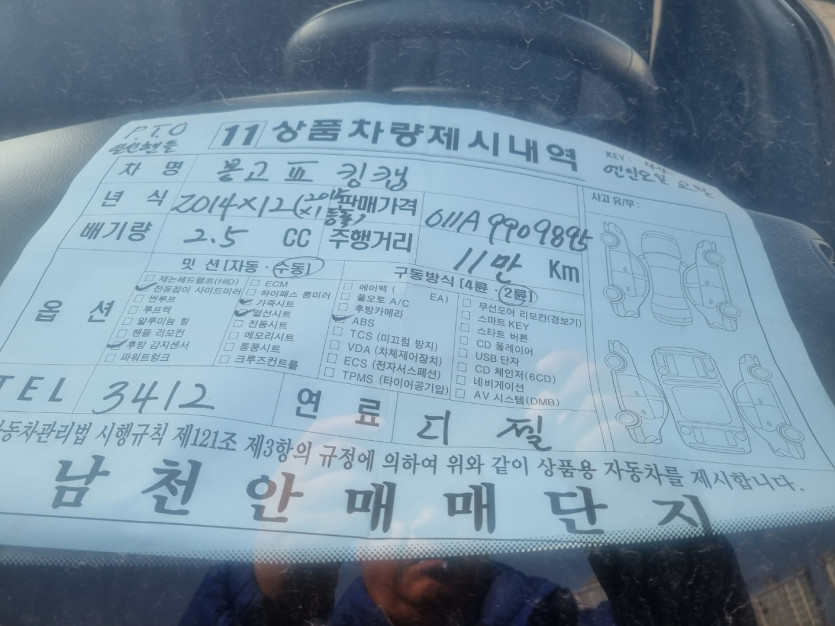 P.T.O
열선핸들
11 상품차량제시내역
KEY :
엔진오일 교환
차 명 봉고 Ⅲ 킹캡
년 식 2014×12 (2015×1 등록) 판매가격 611A 9909895
배기량 2.5 CC 주행거리 11만 Km
사고 유/무 :
옵 션
밋 션 [자동 · 수동]
구동방식 [4륜 · 2륜]
제논헤드램프(HID)
전동접이 사이드미러
썬루프
루프렉
알루미늄 휠
핸들 리모컨
후방 감지센서
파워트렁크
ECM
하이패스 룸미러
가죽시트
열선시트
전동시트
메모리시트
통풍시트
크루즈컨트롤
에어백 ( EA)
풀오토 A/C
후방카메라
ABS
TCS (미끄럼 방지)
VDA (차체제어장치)
ECS (전자서스펜션)
TPMS (타이어공기압)
무선도어 리모컨(경보기)
스마트 KEY
스타트 버튼
CD 플레이어
USB 단자
CD 체인저(6CD)
네비게이션
AV 시스템(DMB)
TEL 3412 연 료 디 젤
자동차관리법 시행규칙 제121조 제3항의 규정에 의하여 위와 같이 상품용 자동차를 제시합니다.
남 천 안 매 매 단 지